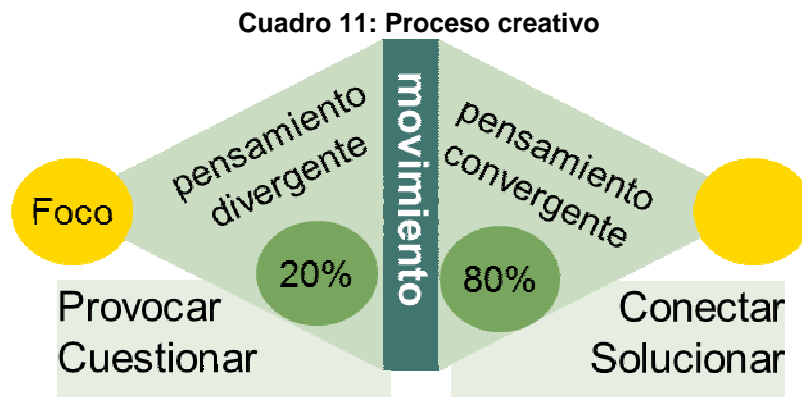 Cuadro 11: Proceso creativo
Foco
pensamiento
divergente
20%
Provocar
Cuestionar
movimiento
pensamiento
convergente
80%
Conectar
Solucionar